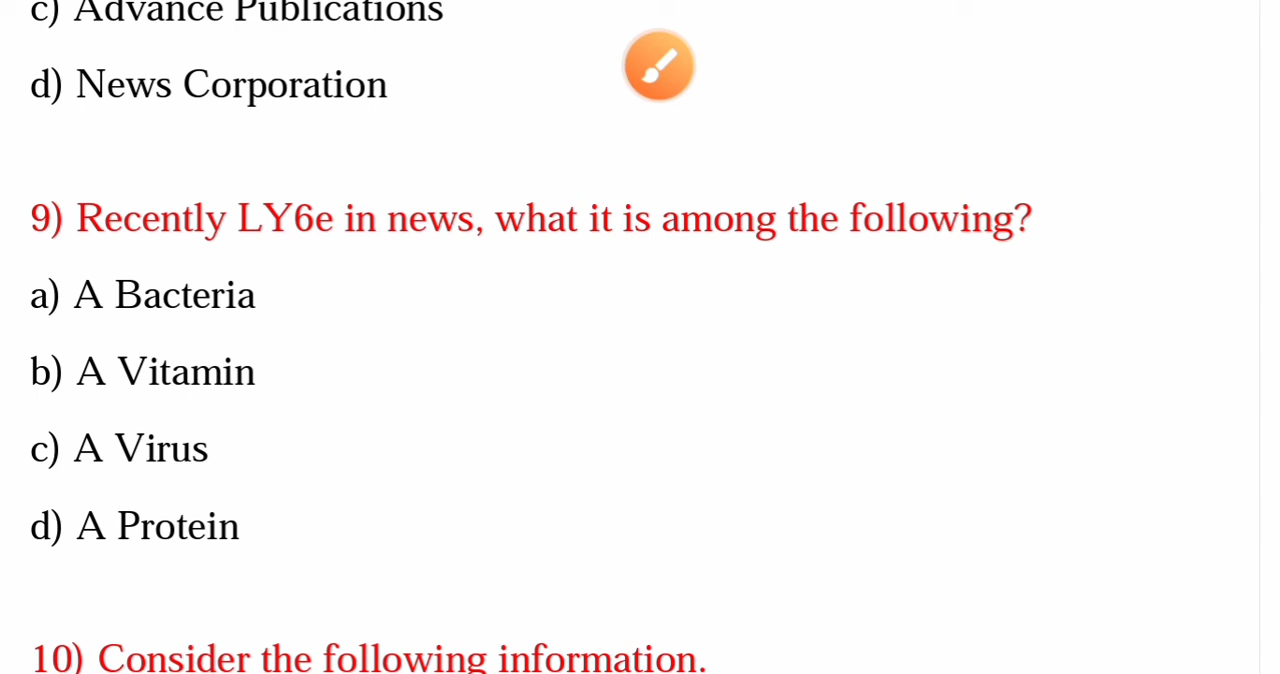 c) Advance Publications
d) News Corporation
9) Recently LY6e in news, what it is among the following?
a) A Bacteria
b) A Vitamin
c) A Virus
d) A Protein
10) Consider the following information.